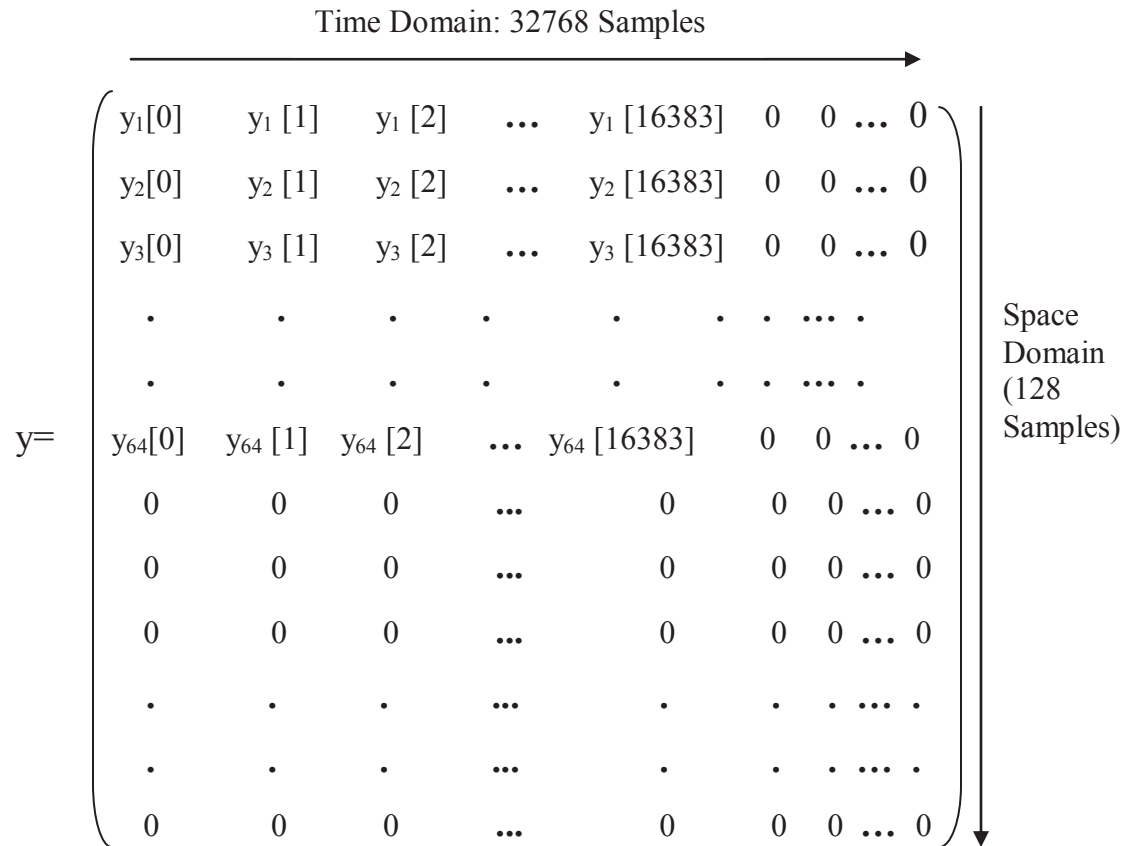 Time Domain: 32768 Samples
y₁[0] y₁ [1] y₁ [2] ... y₁ [16383] 0 0 ... 0
y₂[0] y₂ [1] y₂ [2] ... y₂ [16383] 0 0 ... 0
y₃[0] y₃ [1] y₃ [2] ... y₃ [16383] 0 0 ... 0
. . . . . . . ... .
. . . . . . . ... .
y= y₆₄[0] y₆₄ [1] y₆₄ [2] ... y₆₄ [16383] 0 0 ... 0
0 0 0 ... 0 0 0 ... 0
0 0 0 ... 0 0 0 ... 0
0 0 0 ... 0 0 0 ... 0
. . . ... . . . ... .
. . . ... . . . ... .
0 0 0 ... 0 0 0 ... 0
Space
Domain
(128
Samples)